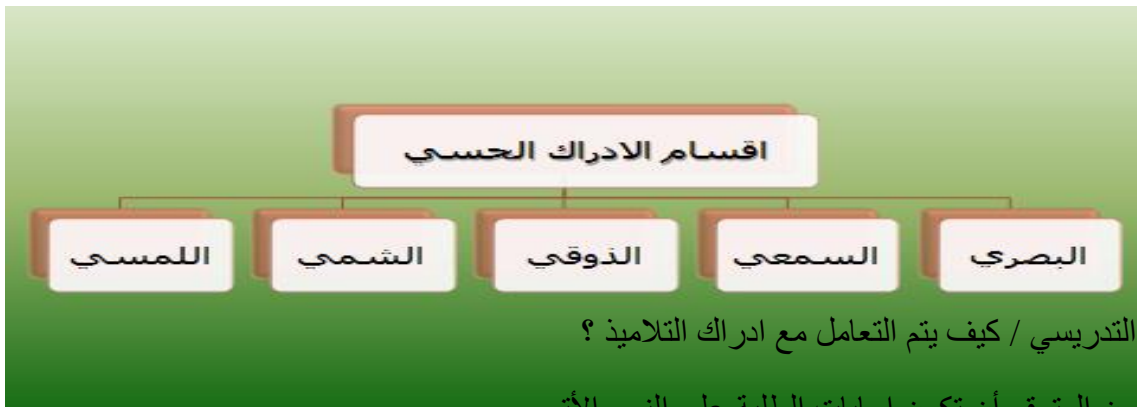 اقسام الادراك الحسي
البصري
السمعي
الذوقي
الشمي
اللمسي
التدريسي / كيف يتم التعامل مع ادراك التلاميذ ؟